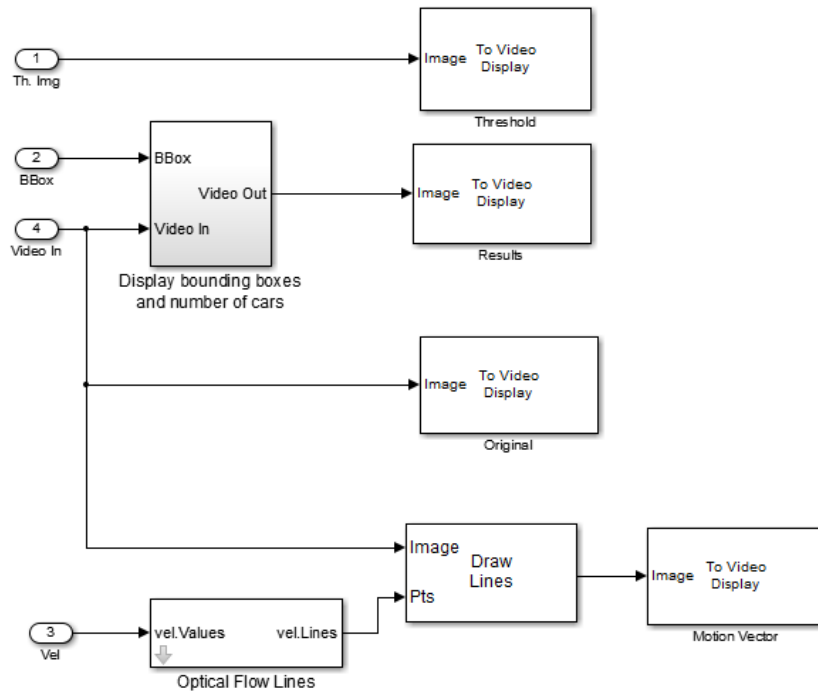 1
Th. Img
Image
To Video
Display
Threshold
2
BBox
BBox
Video Out
Video In
4
Video In
Display bounding boxes
and number of cars
Image
To Video
Display
Results
Image
To Video
Display
Original
Image
Pts
Draw
Lines
Image
To Video
Display
Motion Vector
3
Vel
vel.Values
vel.Lines
Optical Flow Lines